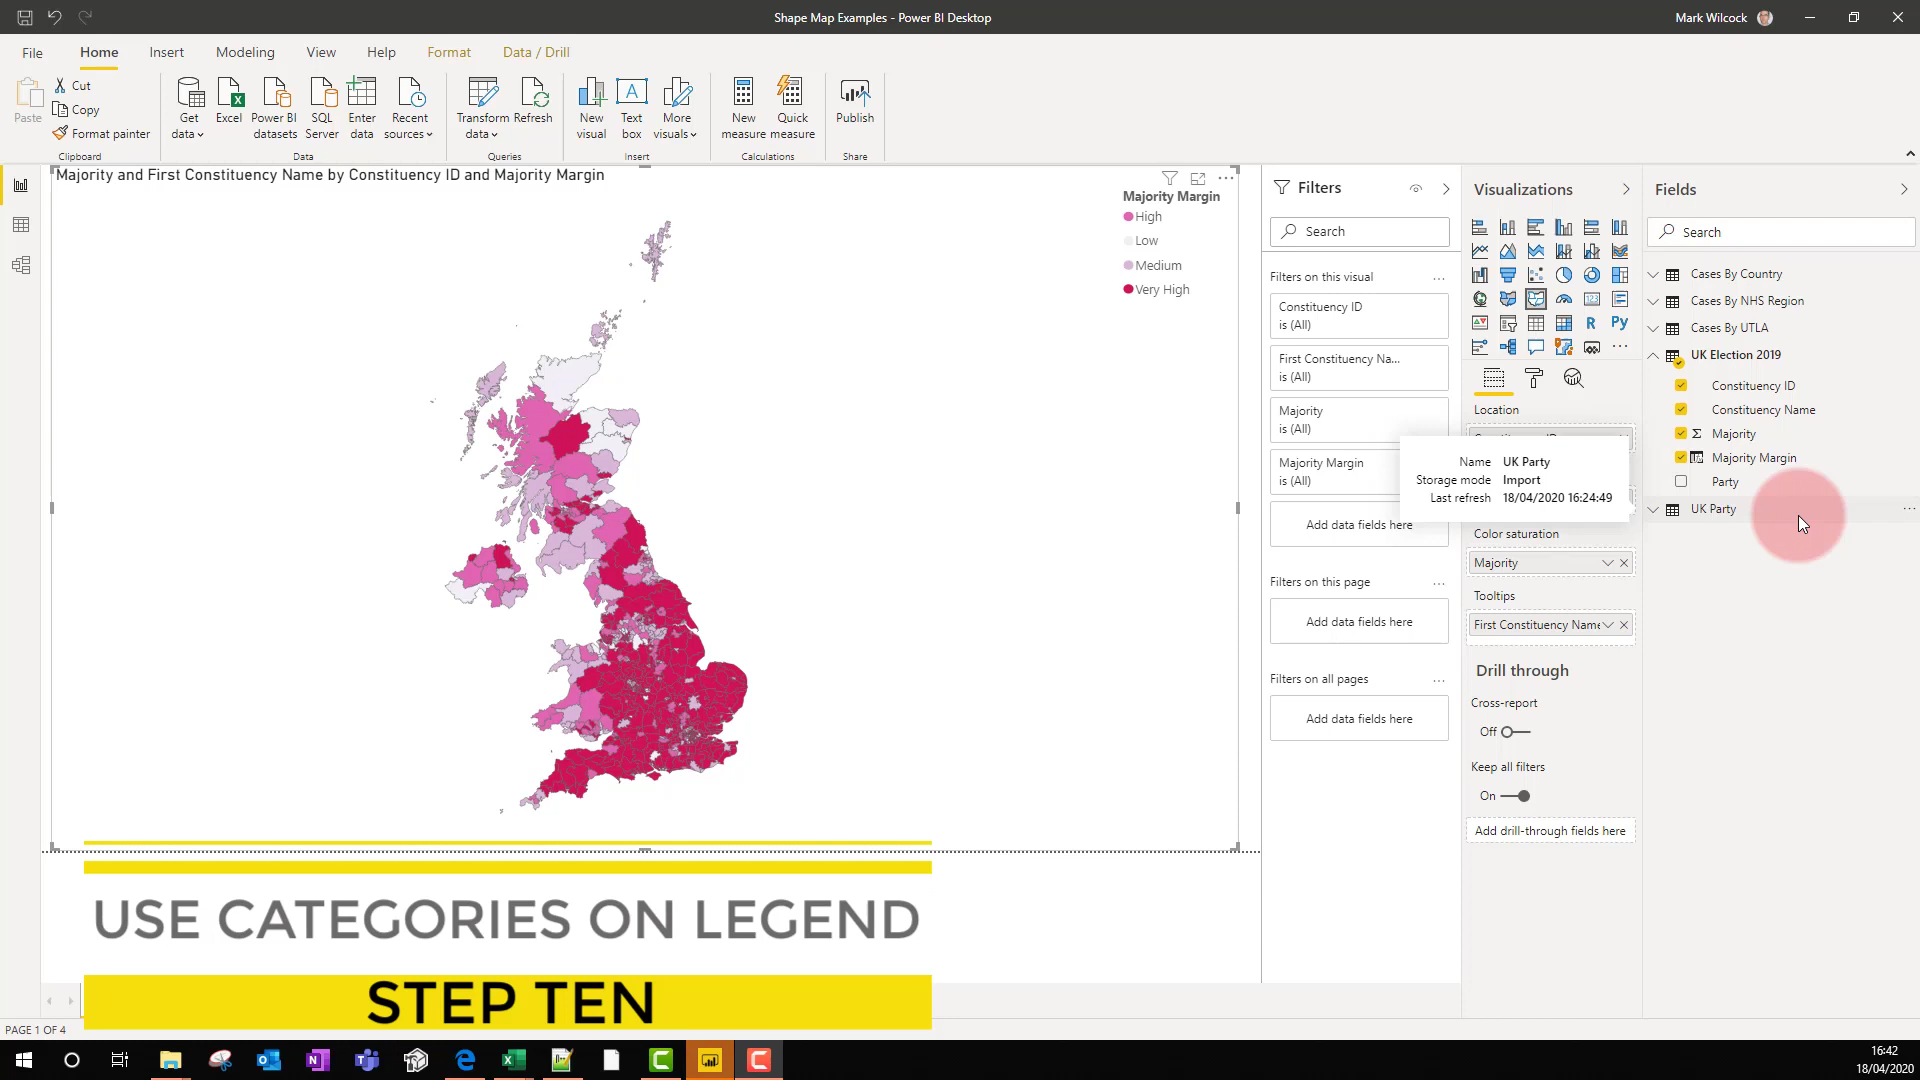 Shape Map Examples - Power BI Desktop
Mark Wilcock
File
Home
Insert
Modeling
View
Help
Format
Data / Drill
Paste
Cut
Copy
Format painter
Clipboard
Get data
Excel
Power BI datasets
SQL Server
Enter data
Recent sources
Data
Transform data
Refresh
Queries
New visual
Text box
More visuals
Insert
New measure
Quick measure
Calculations
Publish
Share
Majority and First Constituency Name by Constituency ID and Majority Margin
Majority Margin
High
Low
Medium
Very High
Filters
Search
Filters on this visual
Constituency ID
is (All)
First Constituency Na...
is (All)
Majority
is (All)
Majority Margin
is (All)
Add data fields here
Filters on this page
Add data fields here
Filters on all pages
Add data fields here
Visualizations
R
Py
123
Location
Name UK Party
Storage mode Import
Last refresh 18/04/2020 16:24:49
Color saturation
Majority
Tooltips
First Constituency Name
Drill through
Cross-report
Off
Keep all filters
On
Add drill-through fields here
Fields
Search
Cases By Country
Cases By NHS Region
Cases By UTLA
UK Election 2019
Constituency ID
Constituency Name
Σ Majority
Majority Margin
Party
UK Party
USE CATEGORIES ON LEGEND
STEP TEN
PAGE 1 OF 4
16:42
18/04/2020